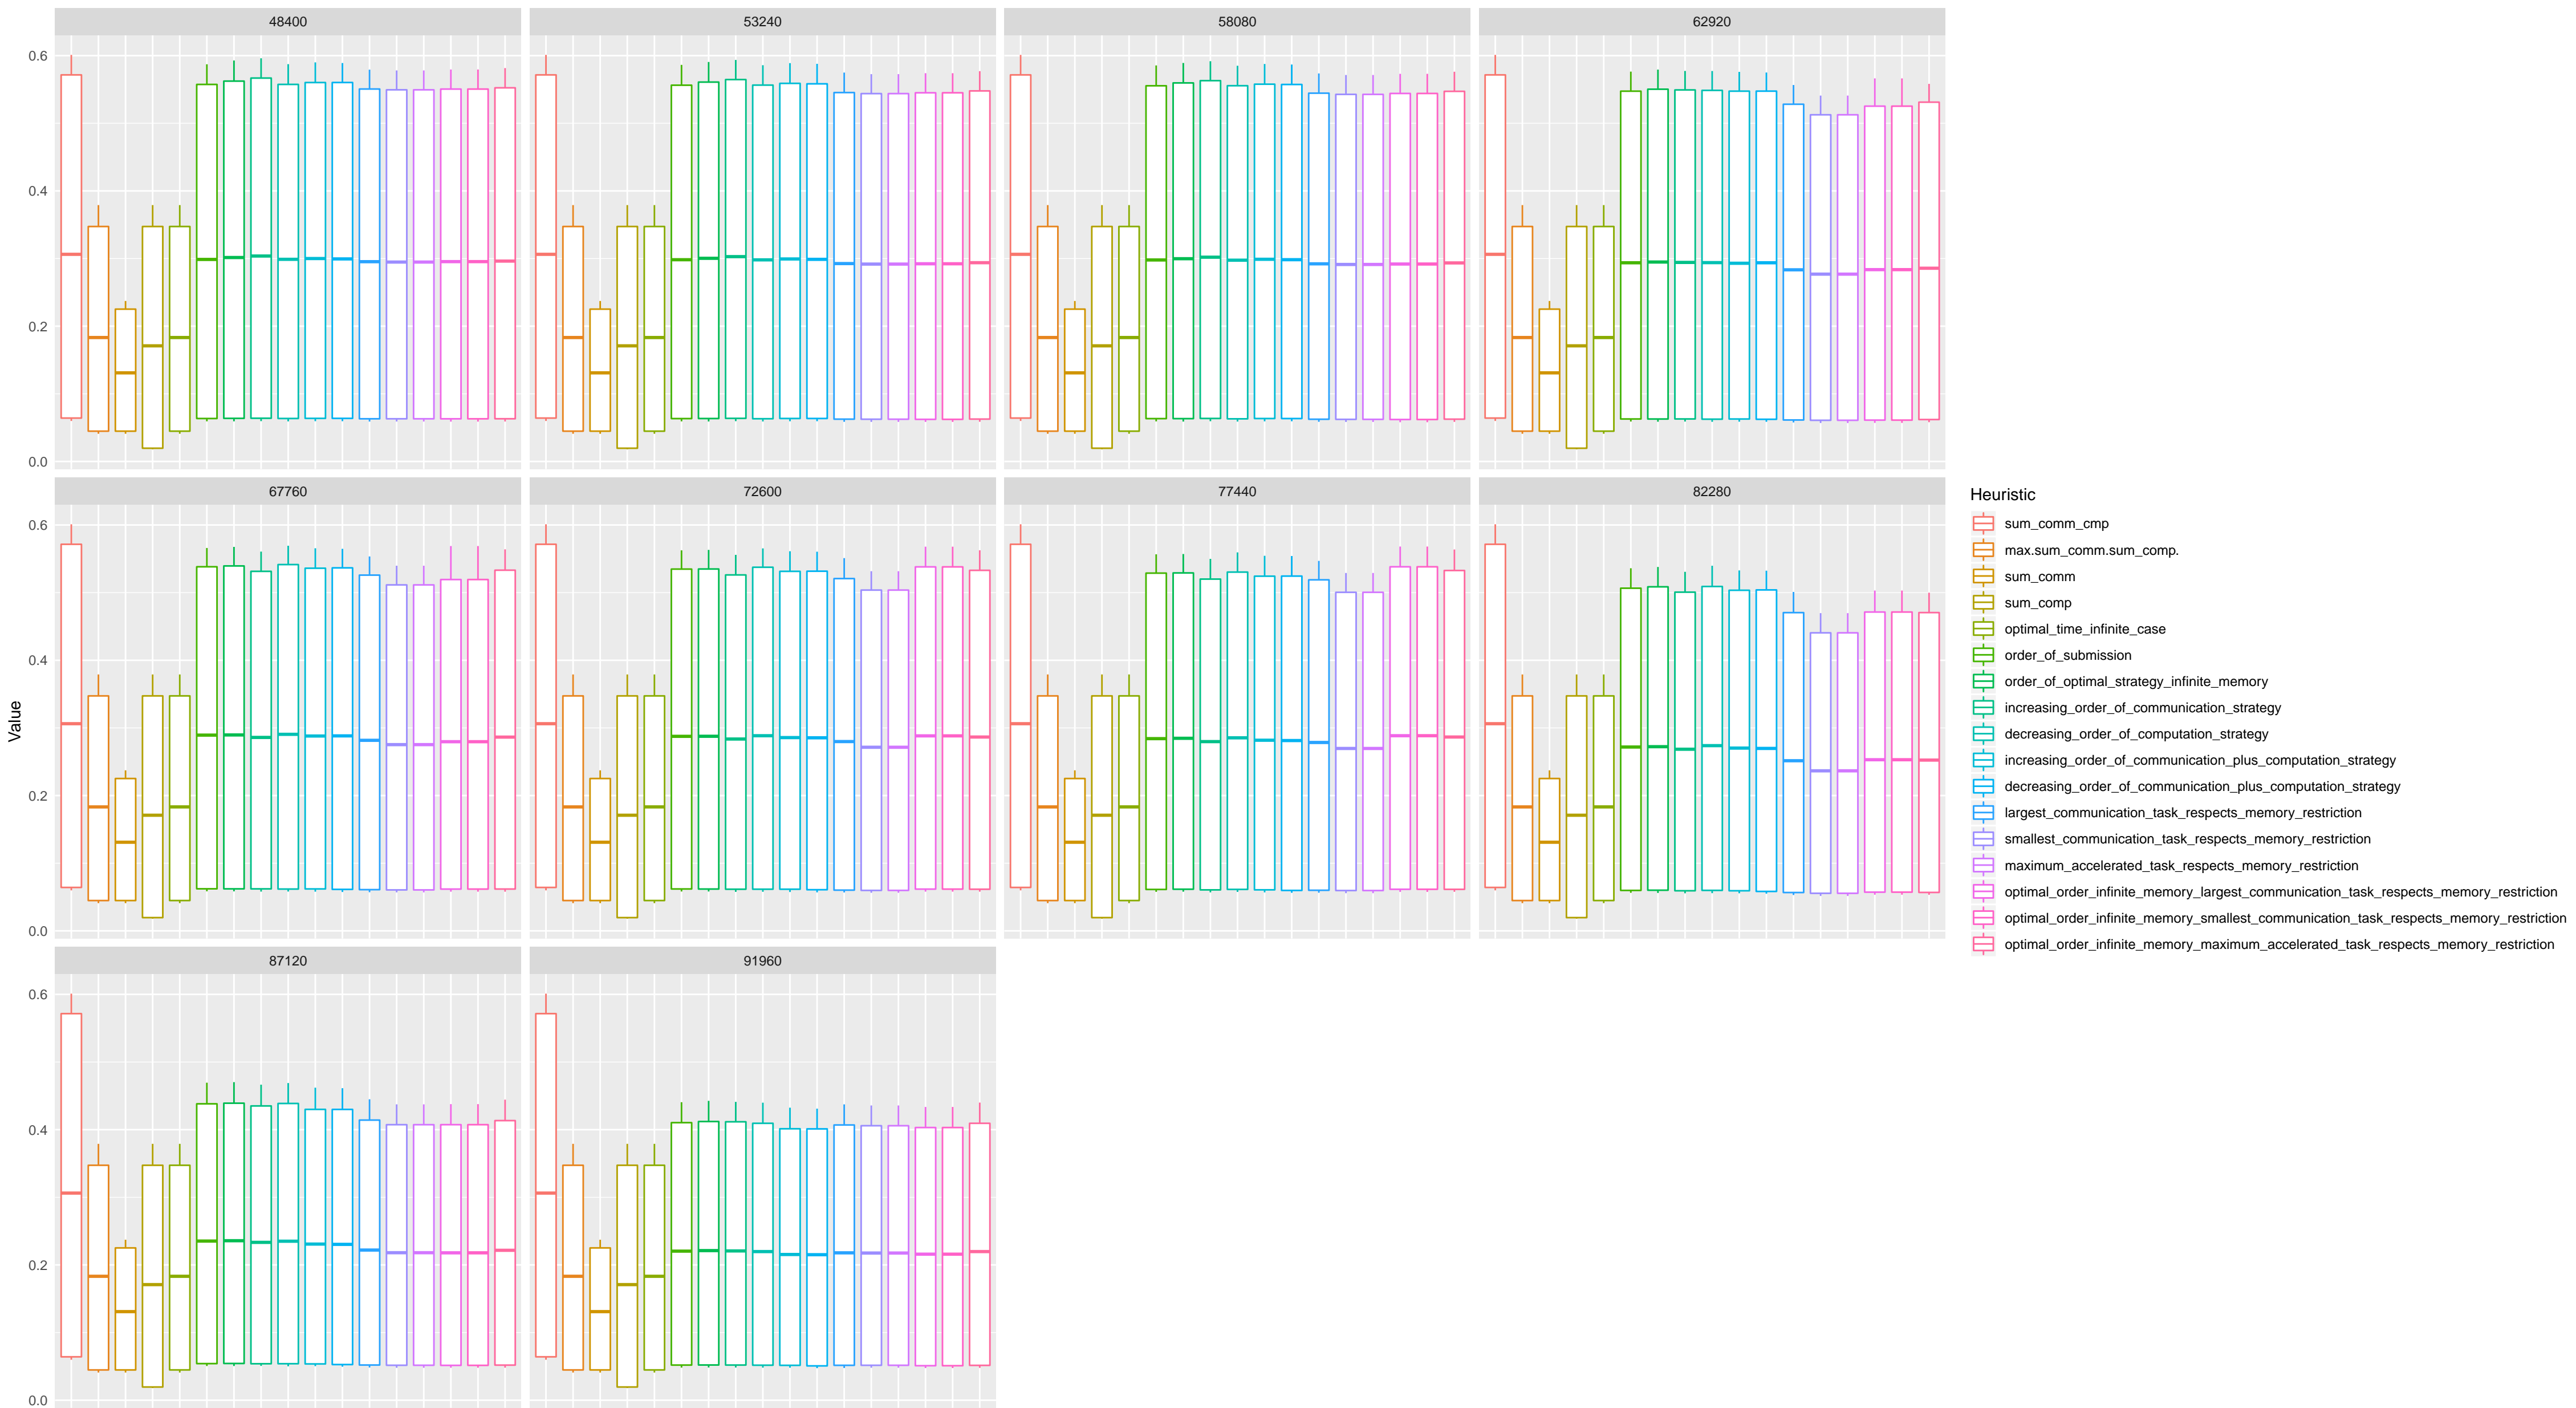 48400
53240
58080
62920
0.6
0.4
0.2
0.0
67760
72600
77440
82280
0.6
0.4
0.2
0.0
87120
91960
0.6
0.4
0.2
0.0
Value
Heuristic
sum_comm_cmp
max.sum_comm.sum_comp.
sum_comm
sum_comp
optimal_time_infinite_case
order_of_submission
order_of_optimal_strategy_infinite_memory
increasing_order_of_communication_strategy
decreasing_order_of_computation_strategy
increasing_order_of_communication_plus_computation_strategy
decreasing_order_of_communication_plus_computation_strategy
largest_communication_task_respects_memory_restriction
smallest_communication_task_respects_memory_restriction
maximum_accelerated_task_respects_memory_restriction
optimal_order_infinite_memory_largest_communication_task_respects_memory_restriction
optimal_order_infinite_memory_smallest_communication_task_respects_memory_restriction
optimal_order_infinite_memory_maximum_accelerated_task_respects_memory_restriction